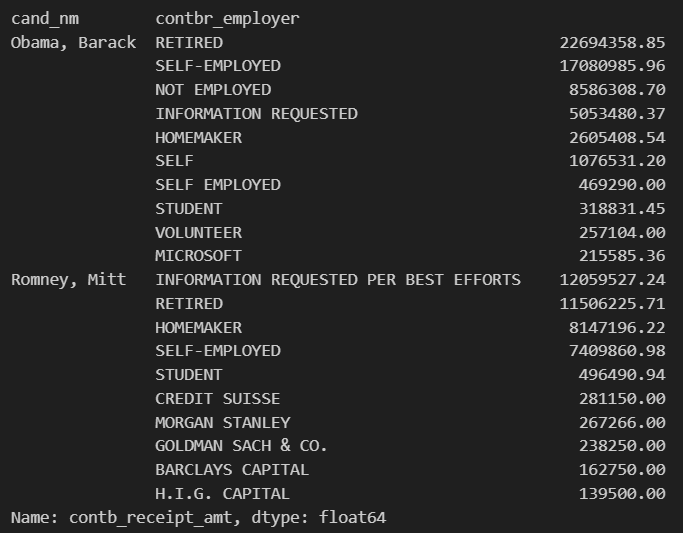 cand_nm contbr_employer
Obama, Barack RETIRED 22694358.85
SELF-EMPLOYED 17080985.96
NOT EMPLOYED 8586308.70
INFORMATION REQUESTED 5053480.37
HOMEMAKER 2605408.54
SELF 1076531.20
SELF EMPLOYED 469290.00
STUDENT 318831.45
VOLUNTEER 257104.00
MICROSOFT 215585.36
Romney, Mitt INFORMATION REQUESTED PER BEST EFFORTS 12059527.24
RETIRED 11506225.71
HOMEMAKER 8147196.22
SELF-EMPLOYED 7409860.98
STUDENT 496490.94
CREDIT SUISSE 281150.00
MORGAN STANLEY 267266.00
GOLDMAN SACH & CO. 238250.00
BARCLAYS CAPITAL 162750.00
H.I.G. CAPITAL 139500.00
Name: contb_receipt_amt, dtype: float64